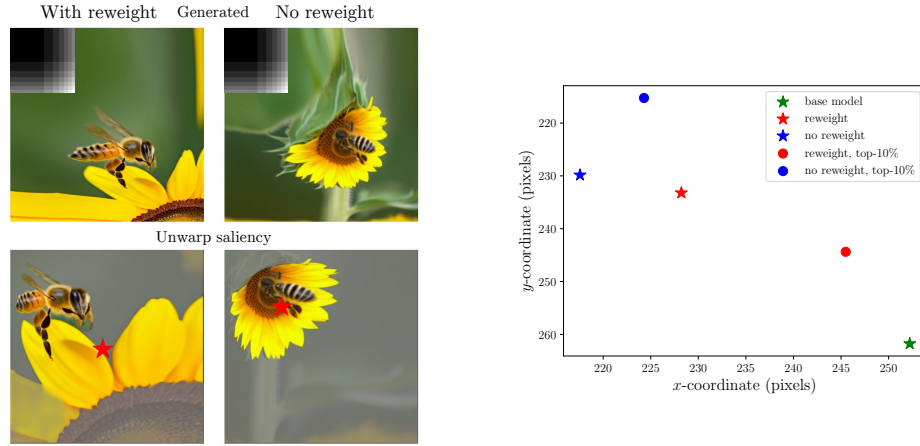 With reweight Generated No reweight
Unwarp saliency
base model
reweight
no reweight
reweight, top-10%
no reweight, top-10%
220
230
240
250
260
y-coordinate (pixels)
220 225 230 235 240 245 250
x-coordinate (pixels)